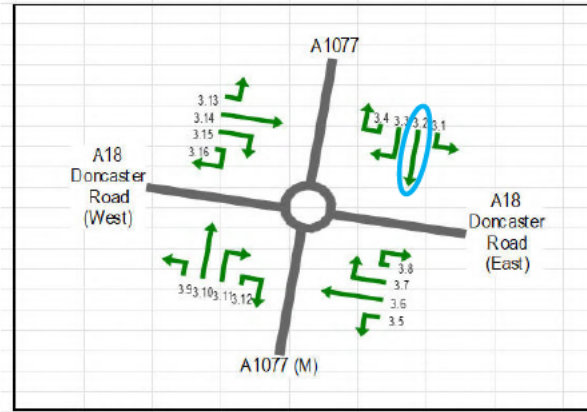 A1077
3.13
3.14
3.15
3.16
3.4 3.3 3.2 3.1
A18
Doncaster
Road
(West)
A18
Doncaster
Road
(East)
3.9 3.10 3.11 3.12
3.8
3.7
3.6
3.5
A1077 (M)